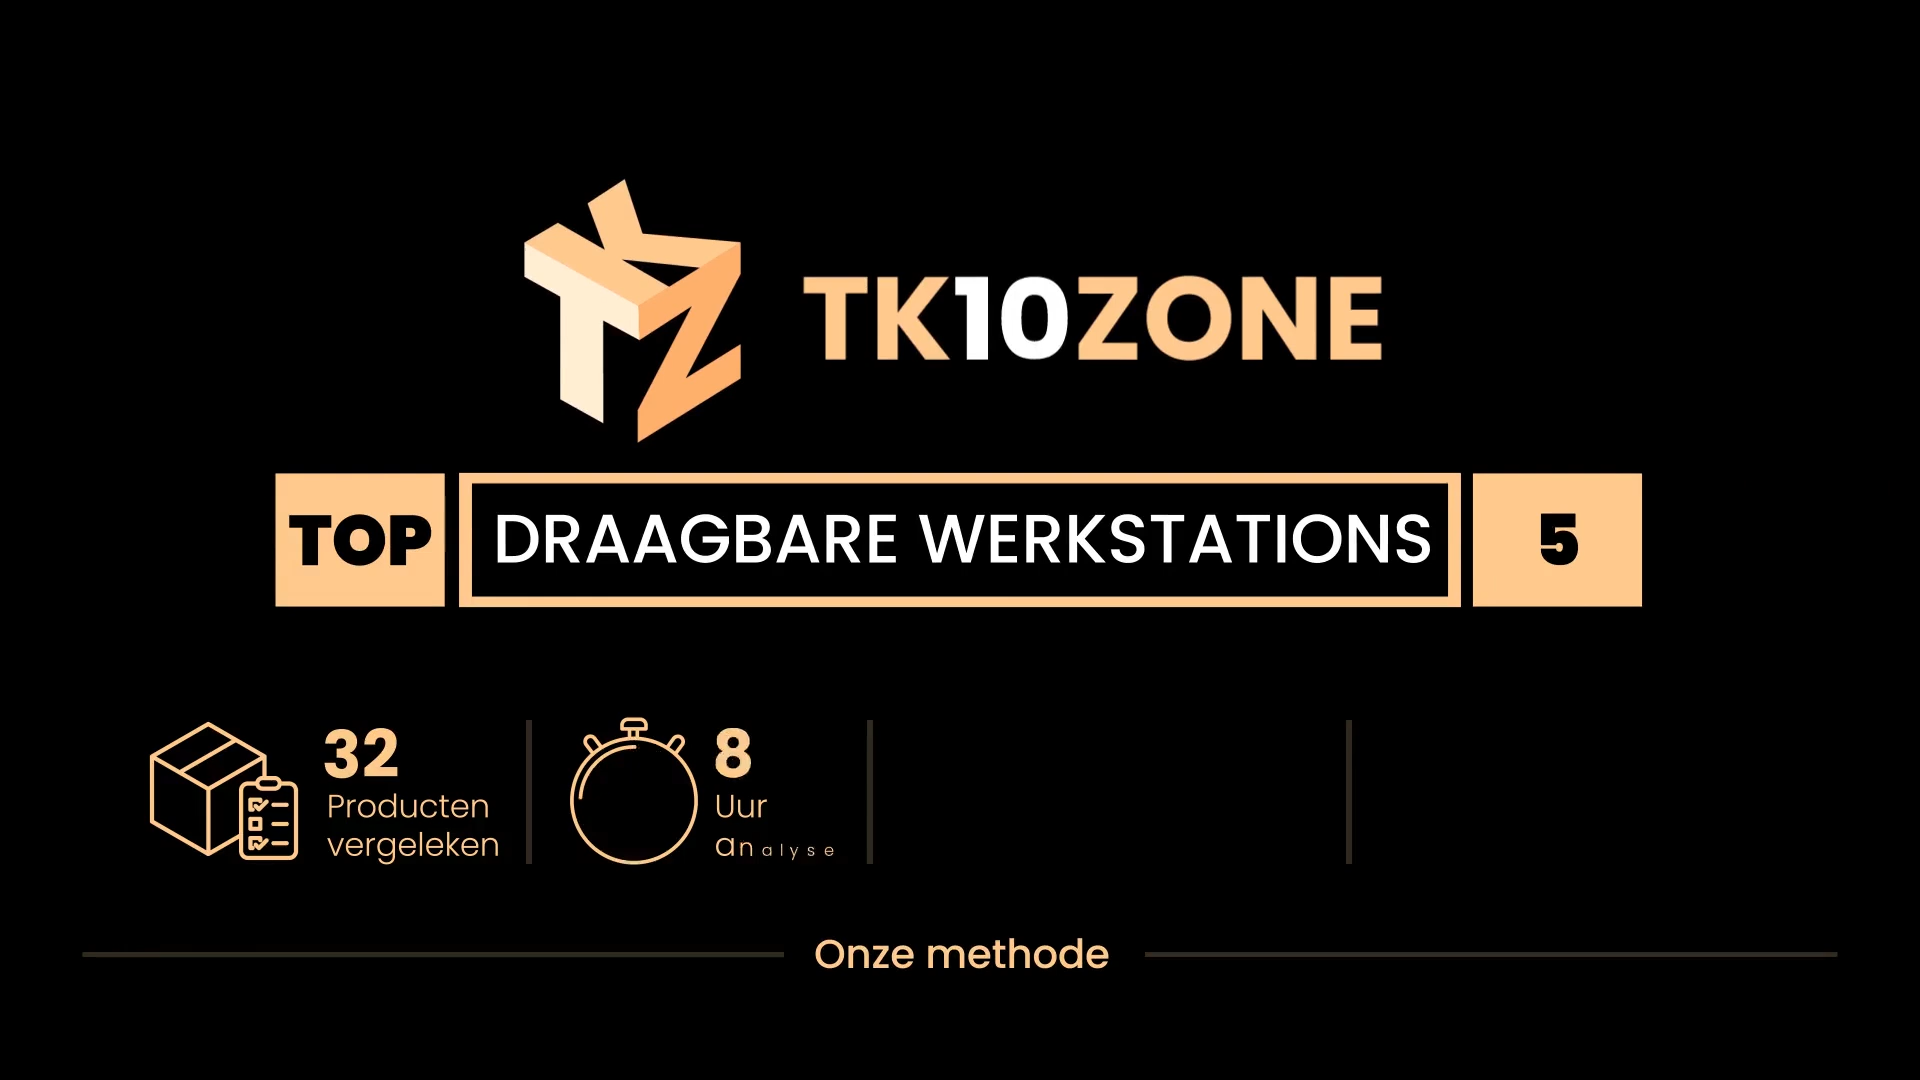 TK10ZONE
TOP DRAAGBARE WERKSTATIONS 5
32
Producten
vergeleken
8
Uur
analyse
Onze methode